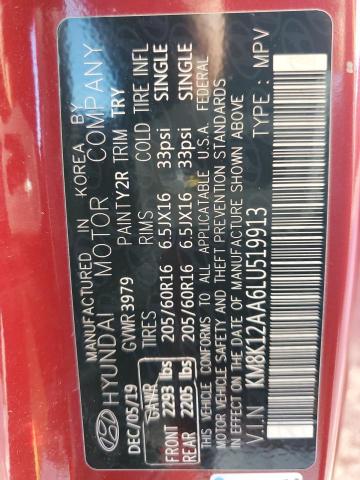 MANUFACTURED IN KOREA BY
HYUNDAI MOTOR COMPANY
DEC/05/19 GVWR 3979 PAINT Y2R TRIM TRY
GAWR TIRES RIMS COLD TIRE INFL
FRONT 2293 lbs 205/60R16 6.5JX16 33psi SINGLE
REAR 2205 lbs 205/60R16 6.5JX16 33psi SINGLE
THIS VEHICLE CONFORMS TO ALL APPLICABLE U.S.A. FEDERAL
MOTOR VEHICLE SAFETY AND BUMPER AND THEFT PREVENTION STANDARDS
IN EFFECT ON THE DATE OF MANUFACTURE SHOWN ABOVE.
V.I.N : KM8K12AA6LU519913 TYPE : MPV